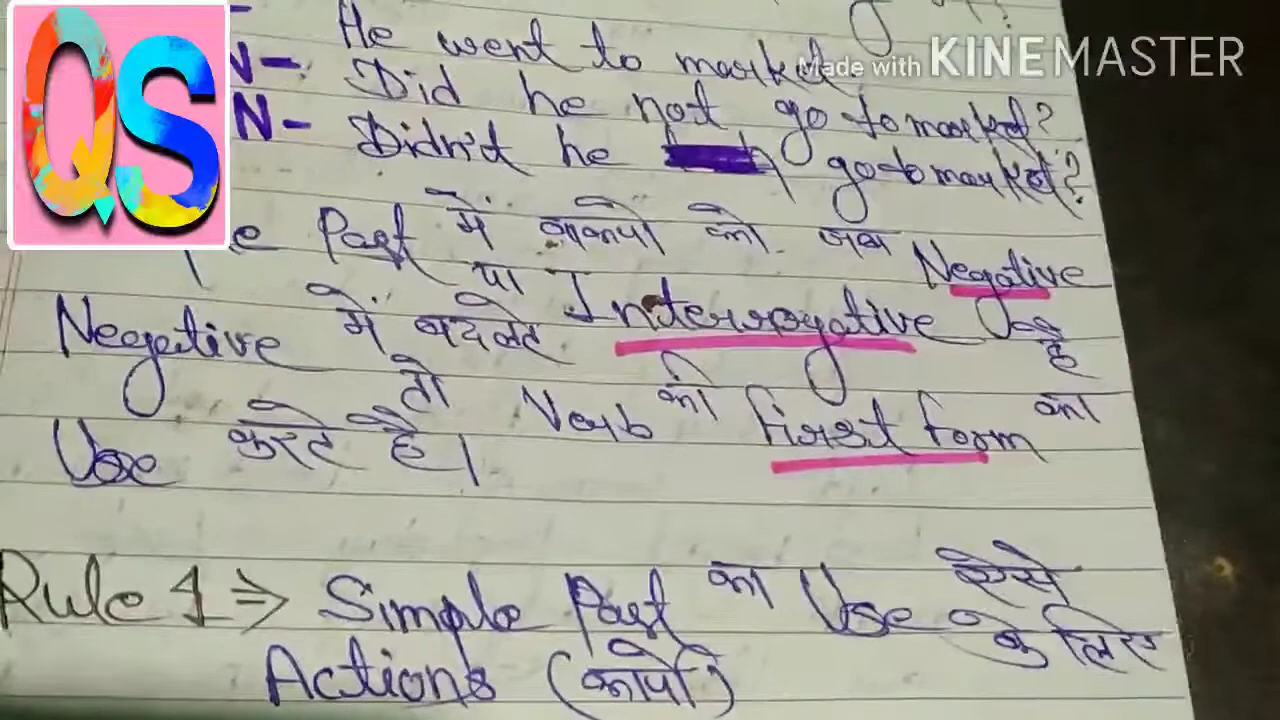 QS
Made with KINEMASTER
He went to market
N- Did he not go to market?
N- Didn't he go to market?
Past में वाक्यो को जब Negative
या Interrogative
Negative में बदलते है
तो Verb की first form का
Use करते है।
Rule 1 ⇒ Simple Past का Use ऐसे
Actions (कार्यो) के लिए